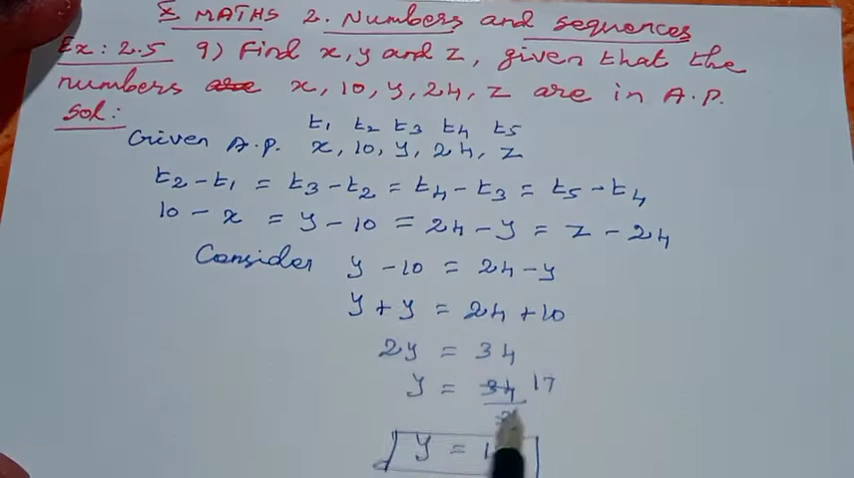 X MATHS 2. Numbers and sequences
Ex: 2.5 9) Find x, y and z, given that the
numbers x, 10, y, 24, z are in A.P.
Sol:
t₁ t₂ t₃ t₄ t₅
Given A.P. x, 10, y, 24, z
t₂ - t₁ = t₃ - t₂ = t₄ - t₃ = t₅ - t₄
10 - x = y - 10 = 24 - y = z - 24
Consider y - 10 = 24 - y
y + y = 24 + 10
2y = 34
y = 34 17
y = 1